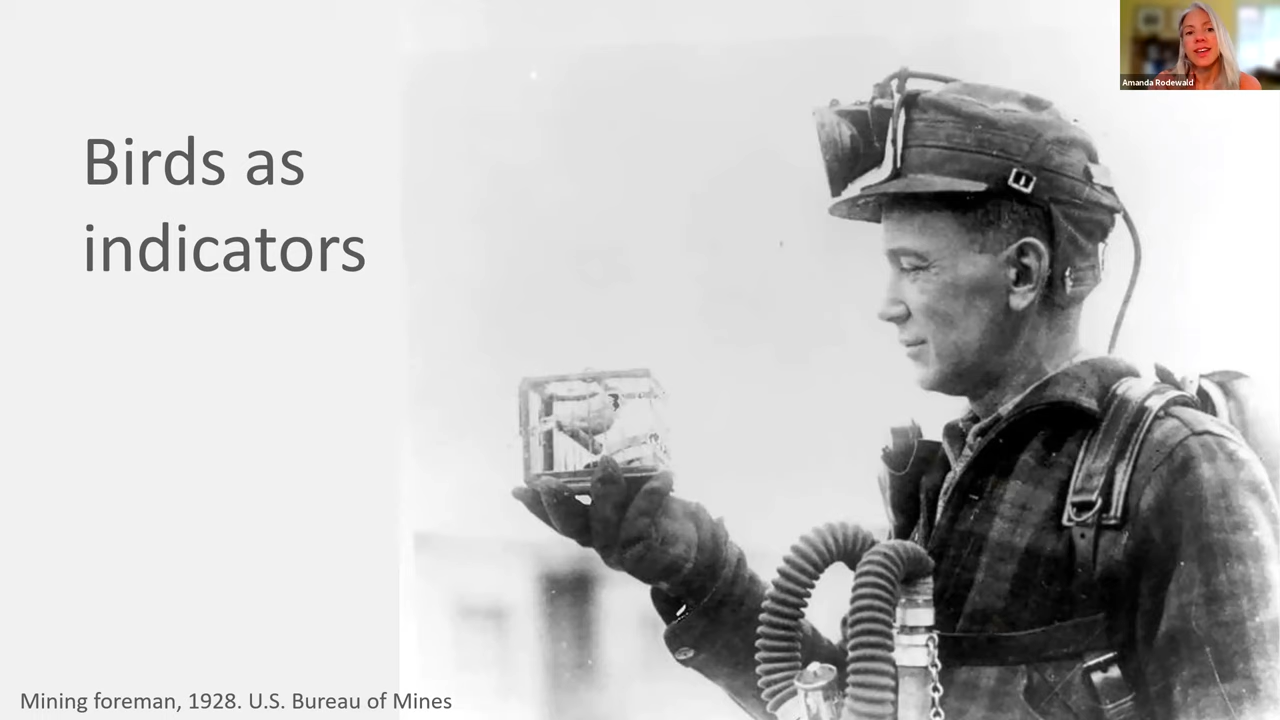 Amanda Rodewald
Birds as
indicators
Mining foreman, 1928. U.S. Bureau of Mines